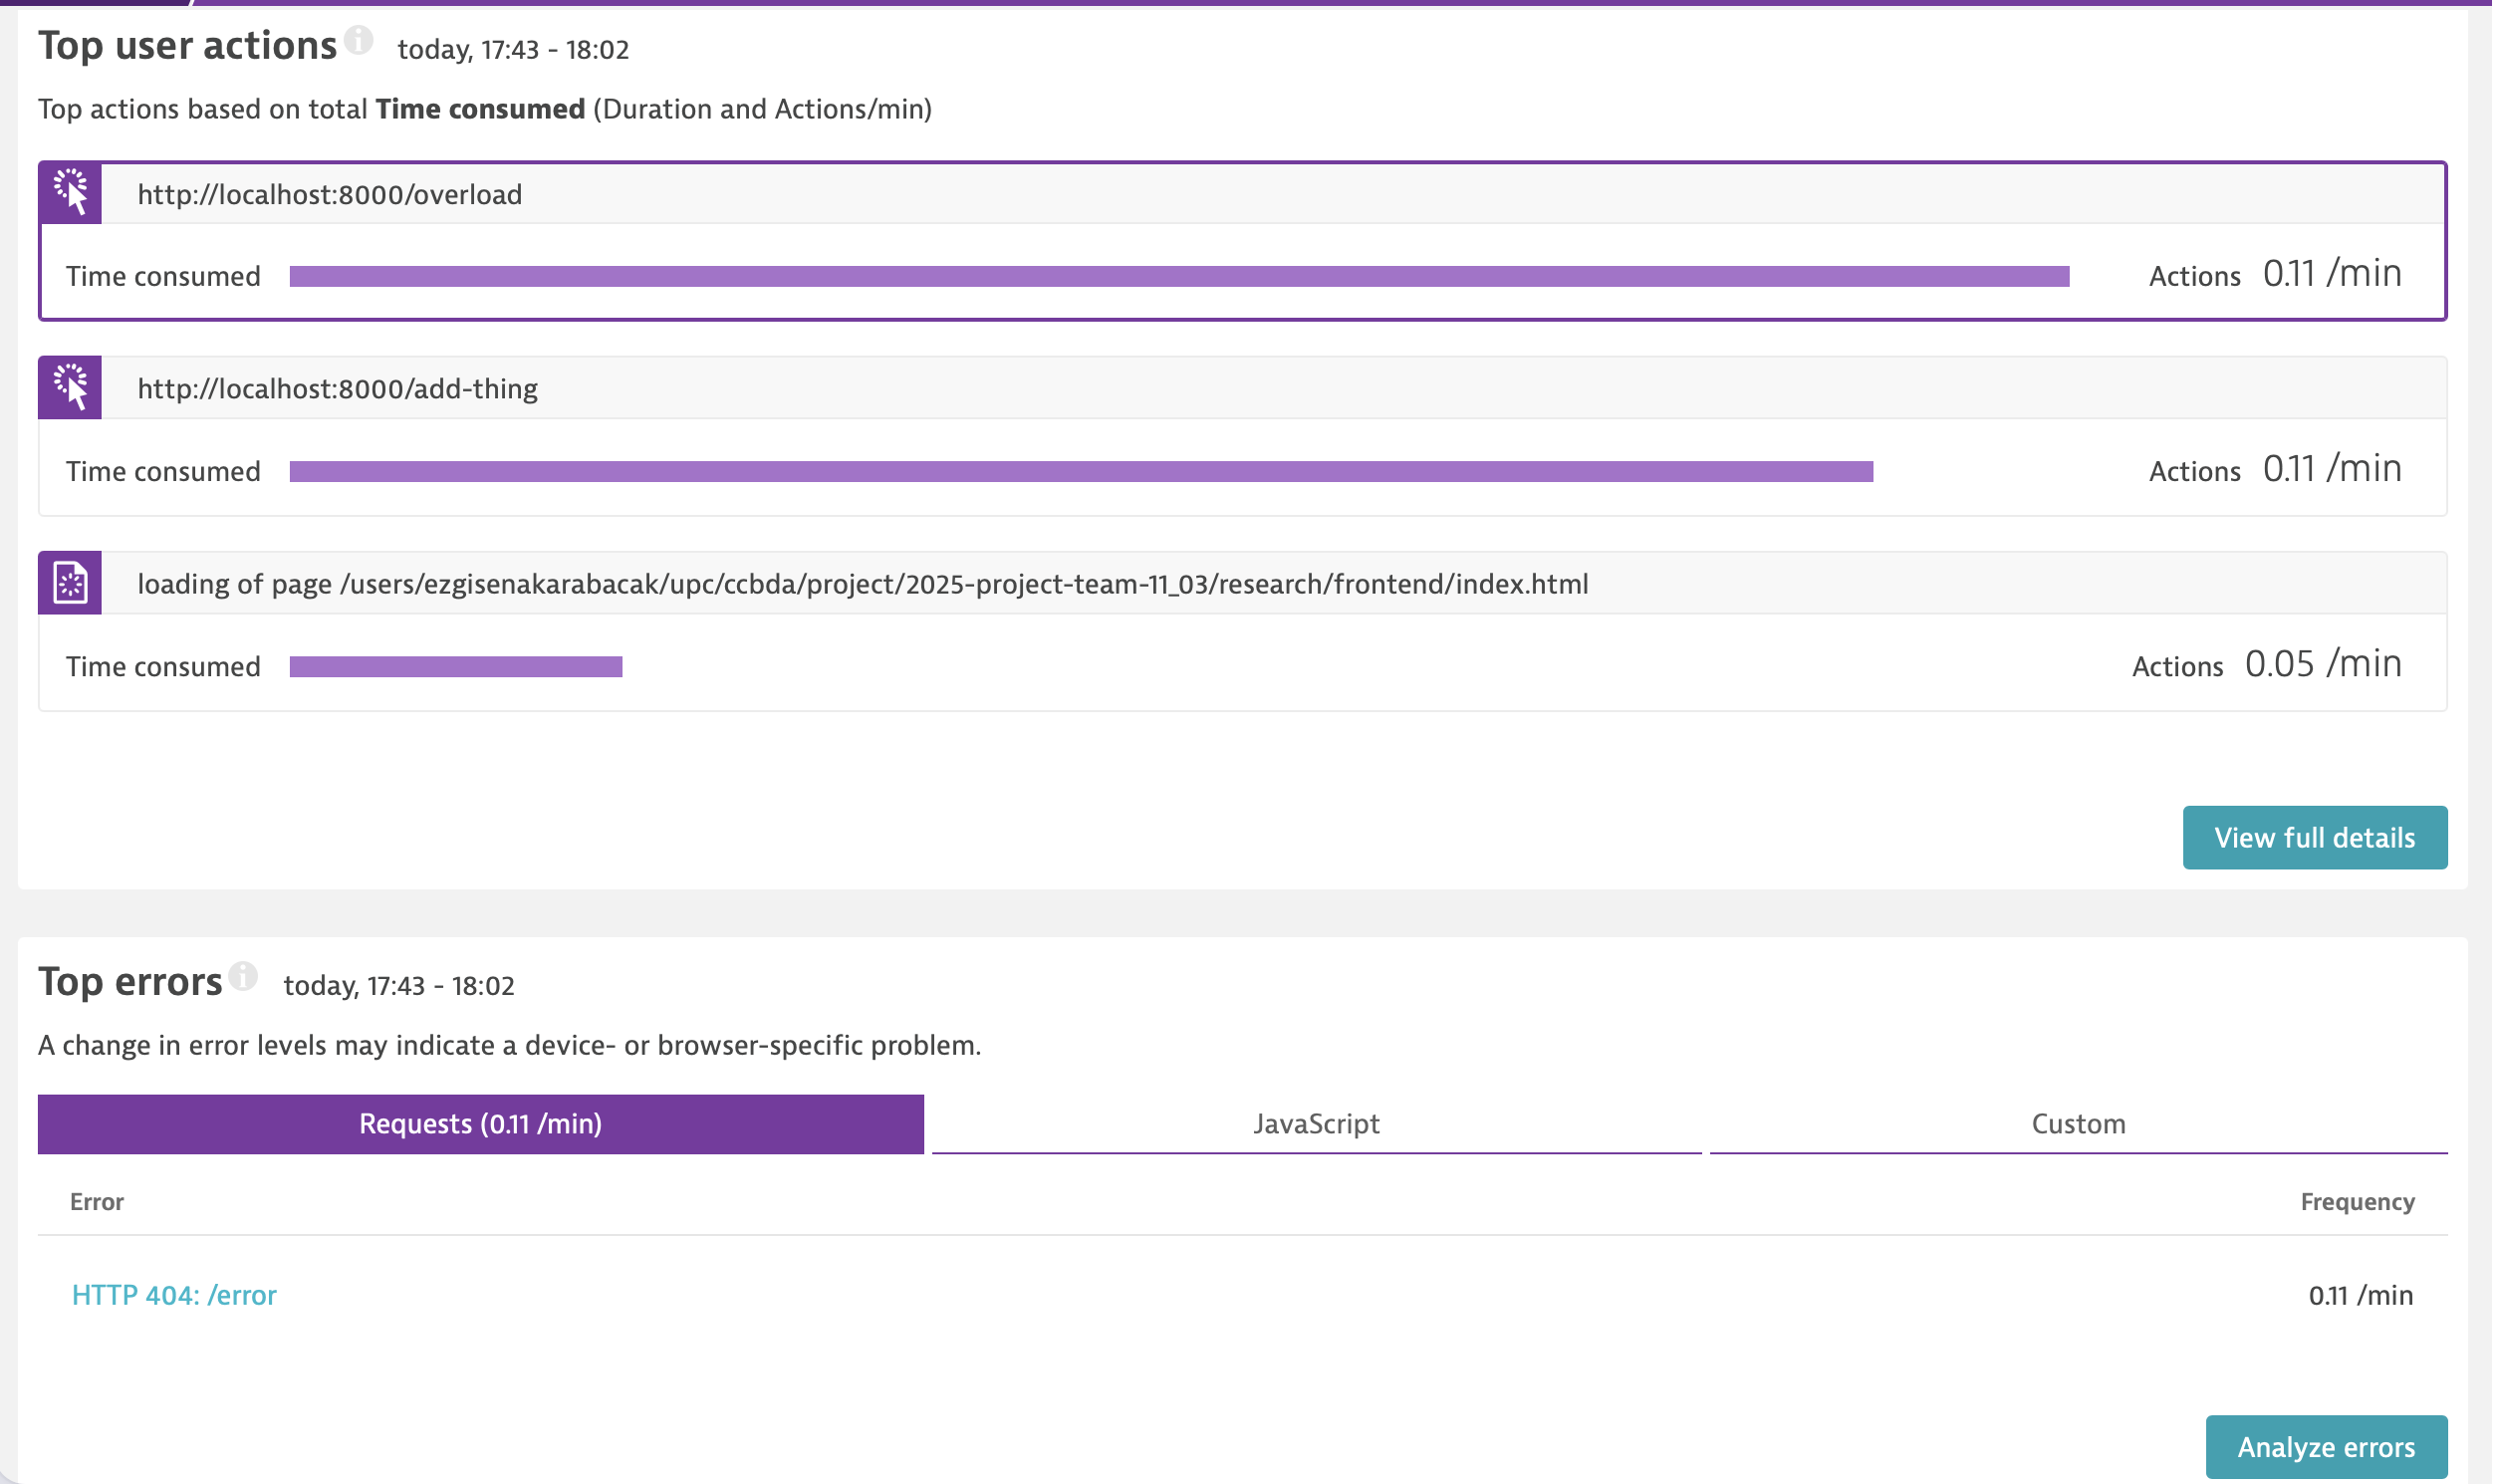 Top user actions i today, 17:43 - 18:02
Top actions based on total Time consumed (Duration and Actions/min)
http://localhost:8000/overload
Time consumed Actions 0.11 /min
http://localhost:8000/add-thing
Time consumed Actions 0.11 /min
loading of page /users/ezgisenakarabacak/upc/ccbda/project/2025-project-team-11_03/research/frontend/index.html
Time consumed Actions 0.05 /min
View full details
Top errors i today, 17:43 - 18:02
A change in error levels may indicate a device- or browser-specific problem.
Requests (0.11 /min) JavaScript Custom
Error Frequency
HTTP 404: /error 0.11 /min
Analyze errors